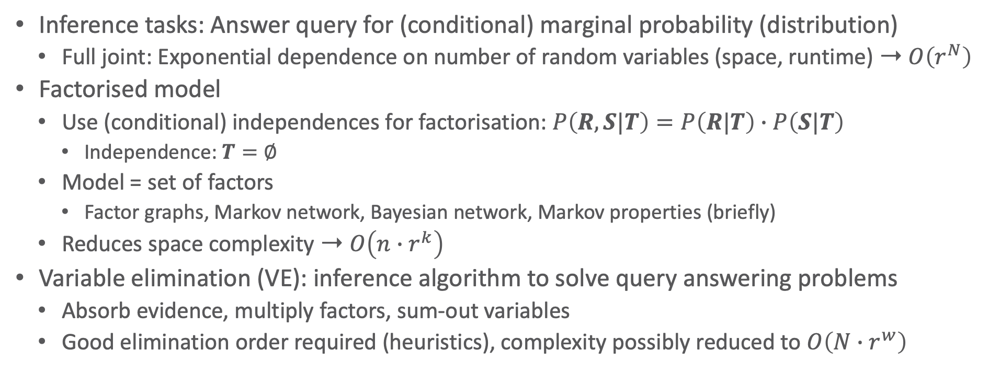 • Inference tasks: Answer query for (conditional) marginal probability (distribution)
• Full joint: Exponential dependence on number of random variables (space, runtime) → O(r^N)
• Factorised model
• Use (conditional) independences for factorisation: P(R, S|T) = P(R|T) · P(S|T)
• Independence: T = ∅
• Model = set of factors
• Factor graphs, Markov network, Bayesian network, Markov properties (briefly)
• Reduces space complexity → O(n · r^k)
• Variable elimination (VE): inference algorithm to solve query answering problems
• Absorb evidence, multiply factors, sum-out variables
• Good elimination order required (heuristics), complexity possibly reduced to O(N · r^w)